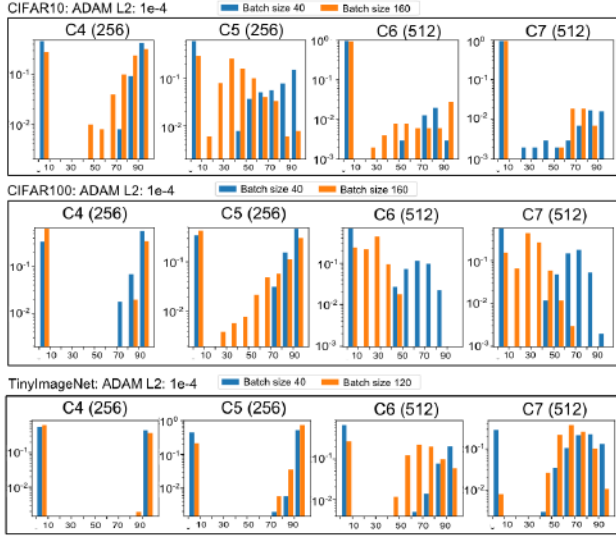 CIFAR10: ADAM L2: 1e-4 Batch size 40 Batch size 160
C4 (256) C5 (256) C6 (512) C7 (512)
10⁻¹ 10⁻² 10⁻¹ 10⁻² 10⁰ 10⁻¹ 10⁻² 10⁻³ 10⁰ 10⁻¹ 10⁻² 10⁻³
10 30 50 70 90 10 30 50 70 90 10 30 50 70 90 10 30 50 70 90
CIFAR100: ADAM L2: 1e-4 Batch size 40 Batch size 160
C4 (256) C5 (256) C6 (512) C7 (512)
10⁻¹ 10⁻² 10⁻¹ 10⁻² 10⁻¹ 10⁻² 10⁻³ 10⁻¹ 10⁻² 10⁻³
10 30 50 70 90 10 30 50 70 90 10 30 50 70 90 10 30 50 70 90
TinyImageNet: ADAM L2: 1e-4 Batch size 40 Batch size 120
C4 (256) C5 (256) C6 (512) C7 (512)
10⁻¹ 10⁻² 10⁰ 10⁻¹ 10⁻² 10⁻¹ 10⁻² 10⁻¹ 10⁻²
10 30 50 70 90 10 30 50 70 90 10 30 50 70 90 10 30 50 70 90